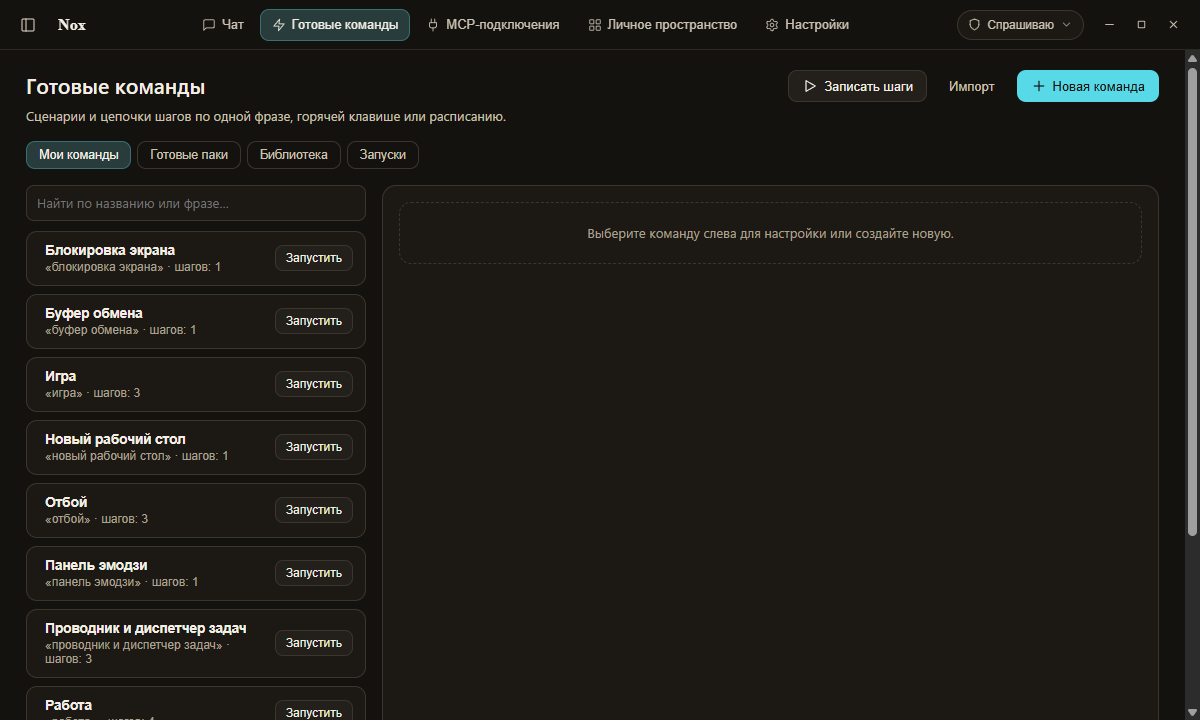 Nox
Чат
Готовые команды
MCP-подключения
Личное пространство
Настройки
Спрашиваю
Готовые команды
Записать шаги
Импорт
Новая команда
Сценарии и цепочки шагов по одной фразе, горячей клавише или расписанию.
Мои команды
Готовые паки
Библиотека
Запуски
Найти по названию или фразе...
Выберите команду слева для настройки или создайте новую.
Блокировка экрана
«блокировка экрана» · шагов: 1
Запустить
Буфер обмена
«буфер обмена» · шагов: 1
Запустить
Игра
«игра» · шагов: 3
Запустить
Новый рабочий стол
«новый рабочий стол» · шагов: 1
Запустить
Отбой
«отбой» · шагов: 3
Запустить
Панель эмодзи
«панель эмодзи» · шагов: 1
Запустить
Проводник и диспетчер задач
«проводник и диспетчер задач» ·
шагов: 3
Запустить
Работа
Запустить